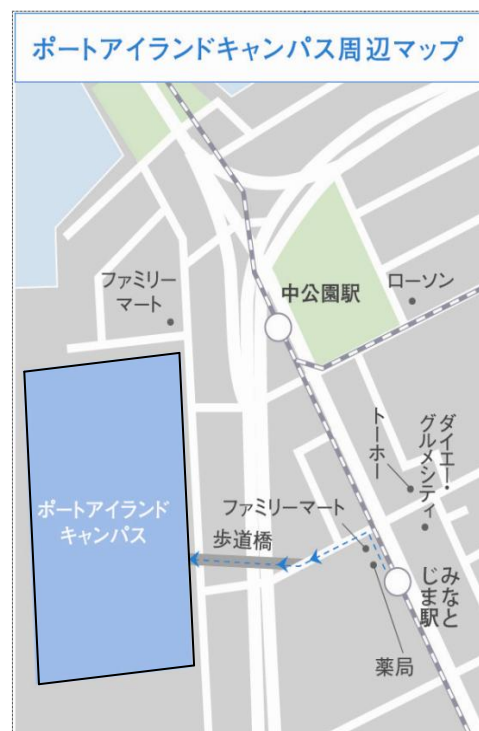 ポートアイランドキャンパス周辺マップ
ファミリー
マート
中公園駅
ローソン
トーホー
ダイエー・
グルメシティ
ポートアイランド
キャンパス
ファミリーマート
歩道橋
みなと
じま駅
薬局